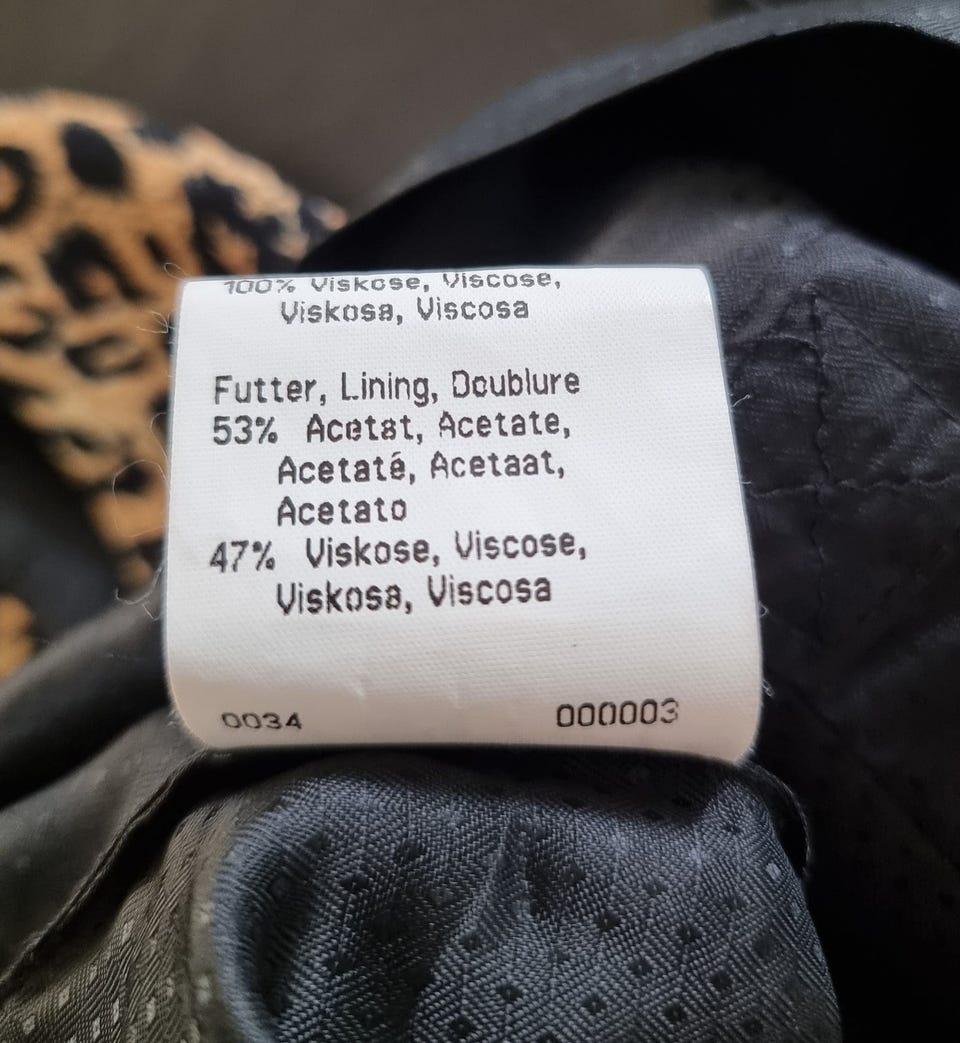 100% Viskose, Viscose,
Viskosa, Viscosa
Futter, Lining, Doublure
53% Acetat, Acetate,
Acetaté, Acetaat,
Acetato
47% Viskose, Viscose,
Viskosa, Viscosa
0034 000003